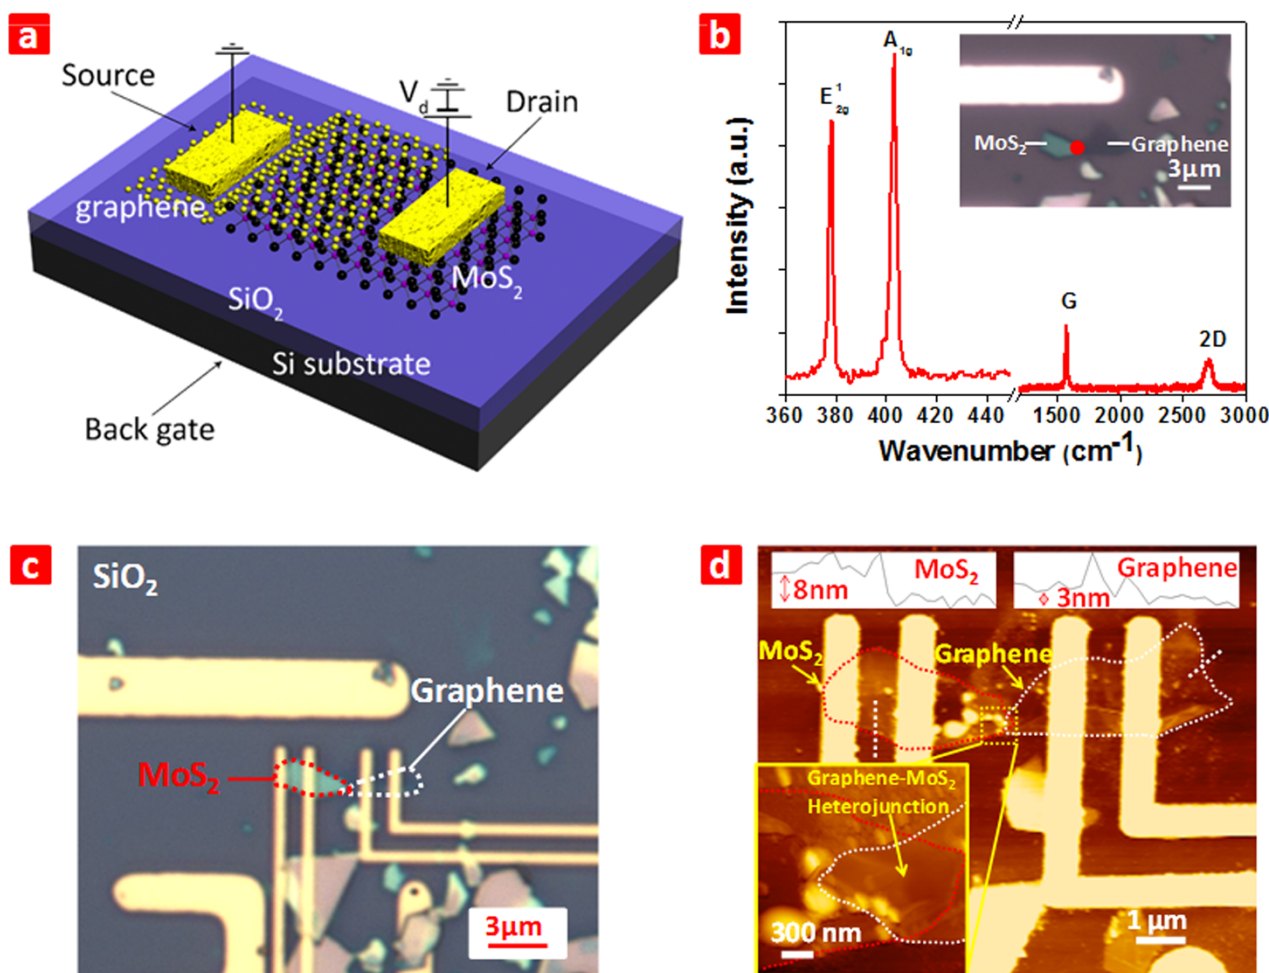 a
Source
V_d
Drain
graphene
MoS₂
SiO₂
Si substrate
Back gate
b
Intensity (a.u.)
E¹₂g
A₁g
MoS₂
Graphene
3μm
G
2D
360 380 400 420 440 1500 2000 2500 3000
Wavenumber (cm⁻¹)
c
SiO₂
Graphene
MoS₂
3μm
d
8nm
MoS₂
3nm
Graphene
MoS₂
Graphene
Graphene-MoS₂
Heterojunction
300 nm
1 μm